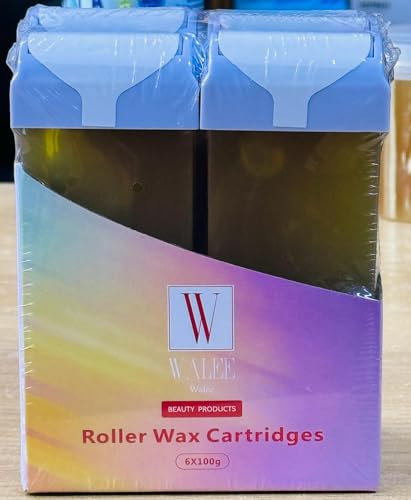 W
WALEE
Walee
BEAUTY PRODUCTS
Roller Wax Cartridges
6X100g